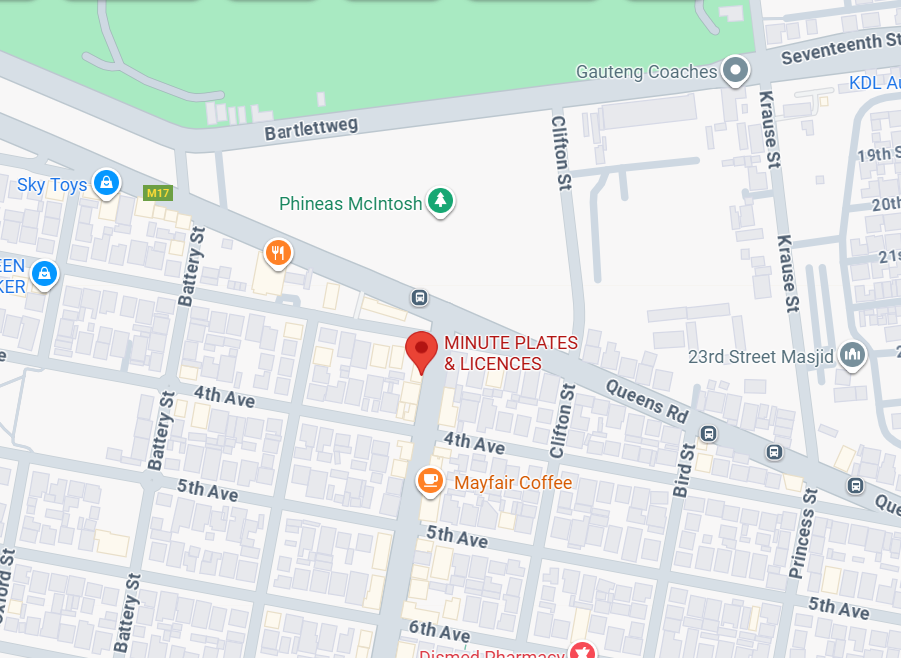 Seventeenth St
Gauteng Coaches
KDL Au
Krause St
Bartlettweg
Clifton St
19th S
Sky Toys
M17
Phineas McIntosh
20th
Battery St
Krause St
21s
EEN
KER
MINUTE PLATES
& LICENCES
23rd Street Masjid
e
2
Queens Rd
4th Ave
Clifton St
Battery St
4th Ave
Bird St
5th Ave
Mayfair Coffee
Que
Princess St
5th Ave
oxford St
Battery St
5th Ave
6th Ave
Dismed Pharmacy